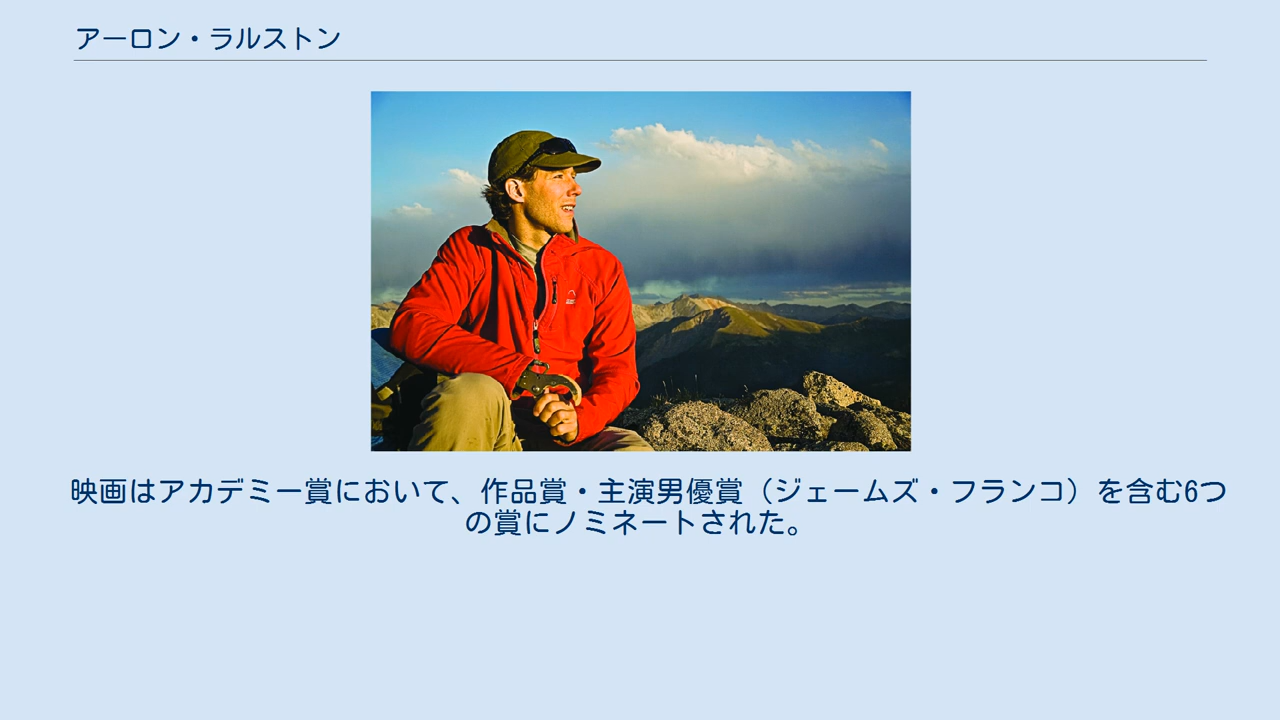 アーロン・ラルストン
映画はアカデミー賞において、作品賞・主演男優賞（ジェームズ・フランコ）を含む6つ
の賞にノミネートされた。